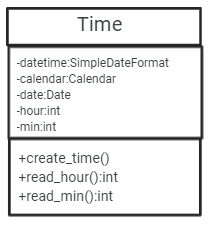 Time
-datetime:SimpleDateFormat
-calendar:Calendar
-date:Date
-hour:int
-min:int
+create_time()
+read_hour():int
+read_min():int